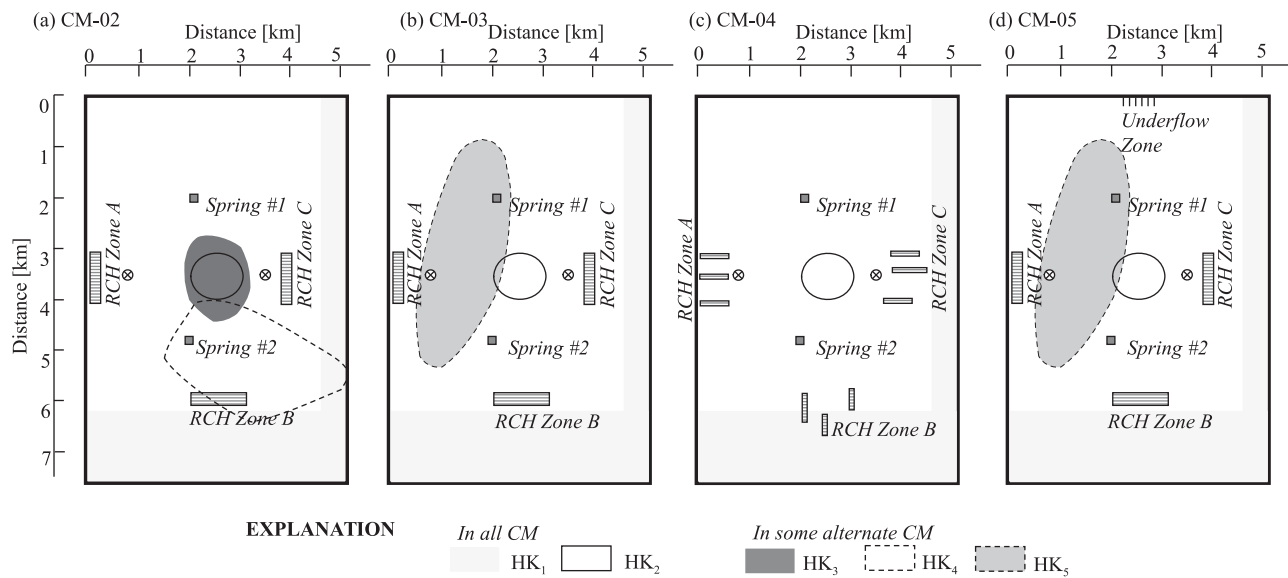 (a) CM-02
Distance [km]
0 1 2 3 4 5
(b) CM-03
Distance [km]
0 1 2 3 4 5
(c) CM-04
Distance [km]
0 1 2 3 4 5
(d) CM-05
Distance [km]
0 1 2 3 4 5
Distance [km]
0
1
2
3
4
5
6
7
Spring #1
RCH Zone A
RCH Zone C
Spring #2
RCH Zone B
Spring #1
RCH Zone A
RCH Zone C
Spring #2
RCH Zone B
Spring #1
RCH Zone A
RCH Zone C
Spring #2
RCH Zone B
Underflow
Zone
Spring #1
RCH Zone A
RCH Zone C
Spring #2
RCH Zone B
EXPLANATION
In all CM
HK₁ HK₂
In some alternate CM
HK₃ HK₄ HK₅